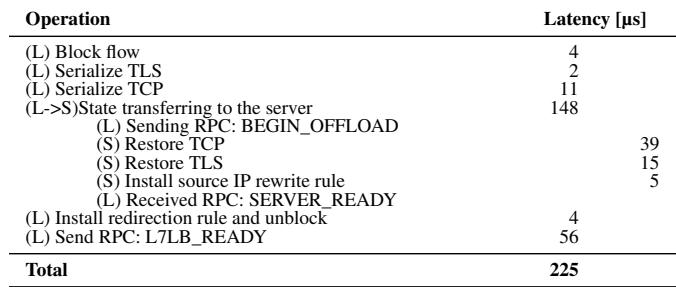 Operation Latency [µs]
(L) Block flow 4
(L) Serialize TLS 2
(L) Serialize TCP 11
(L->S)State transferring to the server 148
(L) Sending RPC: BEGIN_OFFLOAD
(S) Restore TCP 39
(S) Restore TLS 15
(S) Install source IP rewrite rule 5
(L) Received RPC: SERVER_READY
(L) Install redirection rule and unblock 4
(L) Send RPC: L7LB_READY 56
Total 225